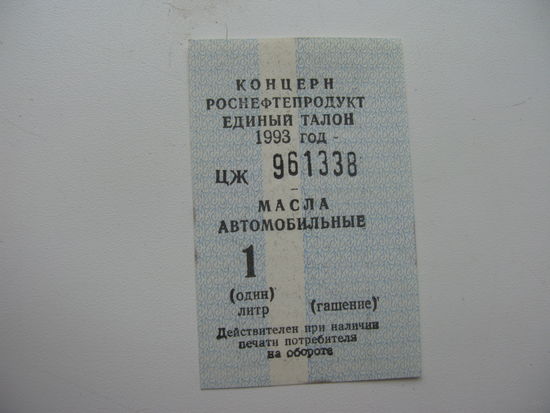 КОНЦЕРН
РОСНЕФТЕПРОДУКТ
ЕДИНЫЙ ТАЛОН
1993 год -
ЦЖ 961338
–
МАСЛА
АВТОМОБИЛЬНЫЕ
1
(один)
литр (гашение)
Действителен при наличии
печати потребителя
на обороте